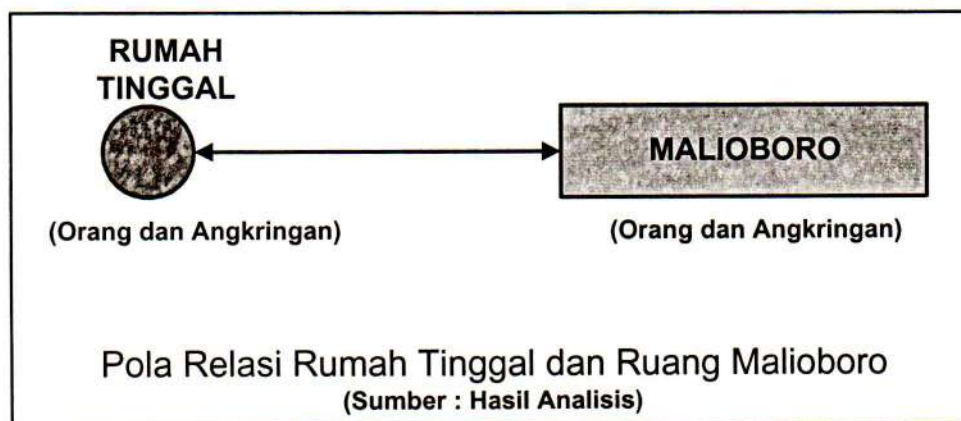 RUMAH
TINGGAL
MALIOBORO
(Orang dan Angkringan)
(Orang dan Angkringan)
Pola Relasi Rumah Tinggal dan Ruang Malioboro
(Sumber : Hasil Analisis)